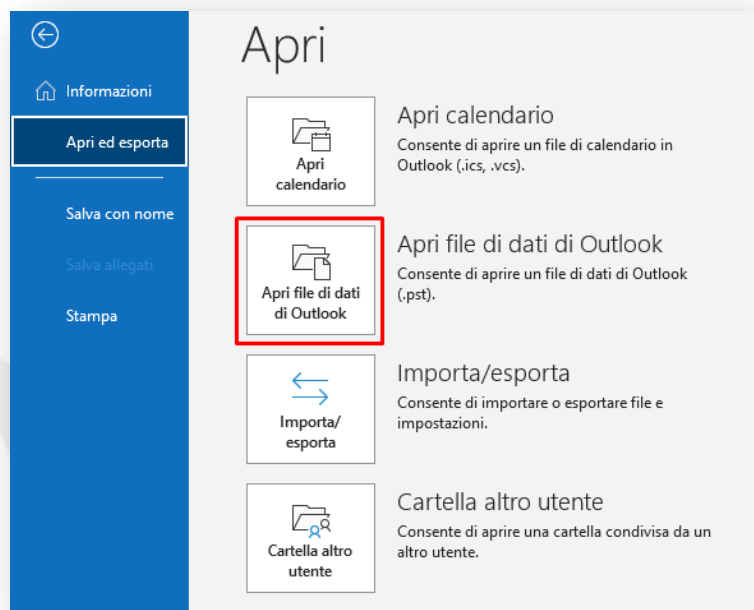 Informazioni
Apri ed esporta
Salva con nome
Salva allegati
Stampa
Apri
Apri
calendario
Apri calendario
Consente di aprire un file di calendario in
Outlook (.ics, .vcs).
Apri file di dati
di Outlook
Apri file di dati di Outlook
Consente di aprire un file di dati di Outlook
(.pst).
Importa/
esporta
Importa/esporta
Consente di importare o esportare file e
impostazioni.
Cartella altro
utente
Cartella altro utente
Consente di aprire una cartella condivisa da un
altro utente.